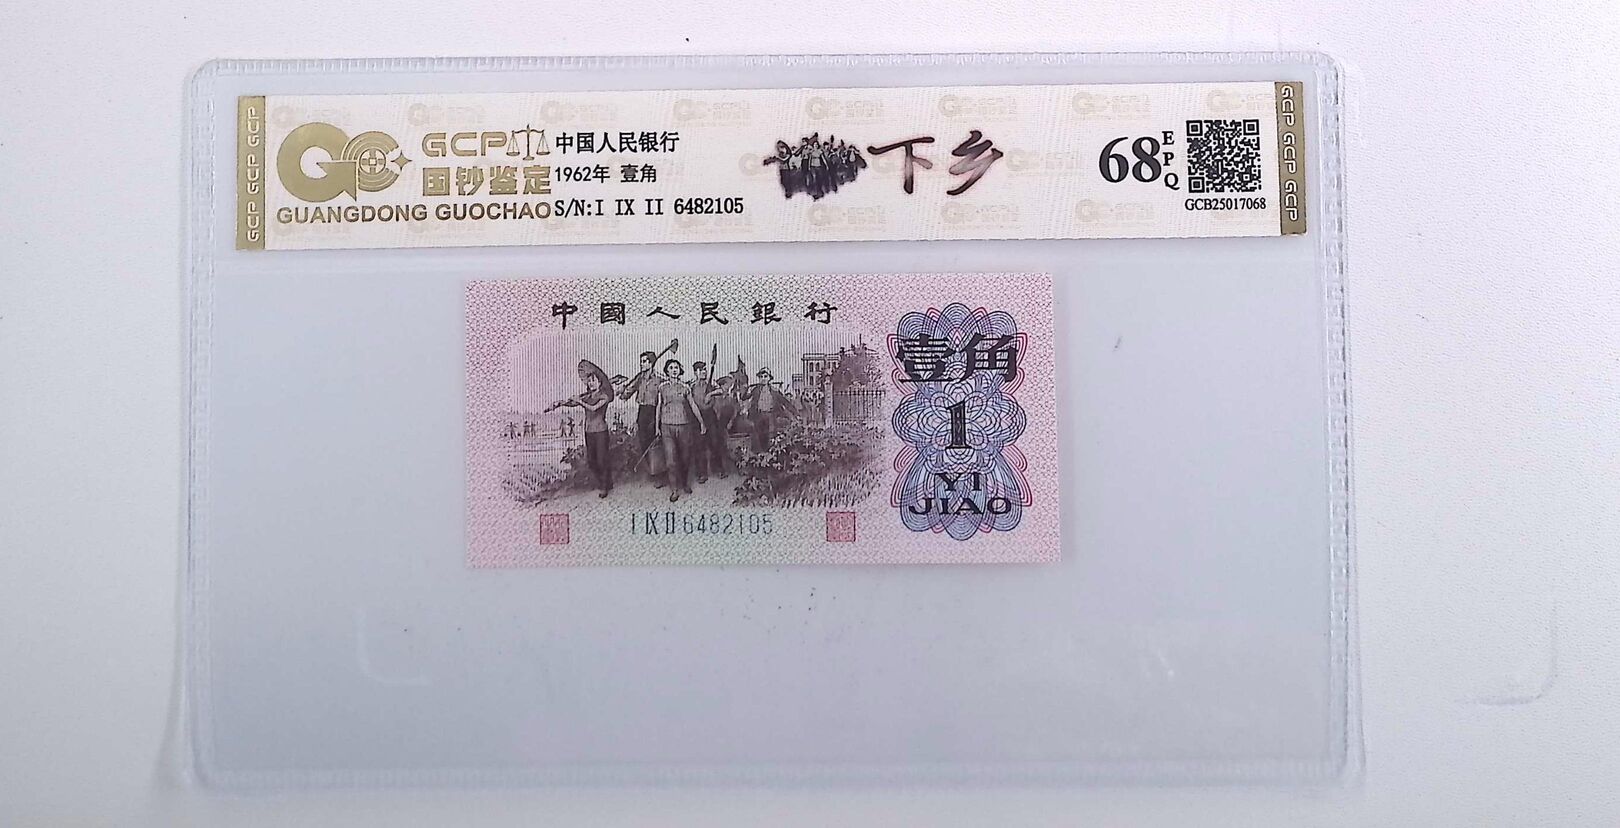 GCP GCP GCP
GCP
国钞鉴定
GUANGDONG GUOCHAO
中国人民银行
1962年 壹角
S/N:I IX II 6482105
下乡
68
EPQ
GCB25017068
GCP GCP GCP
中國人民銀行
壹角
1
YI
JIAO
I IX II 6482105